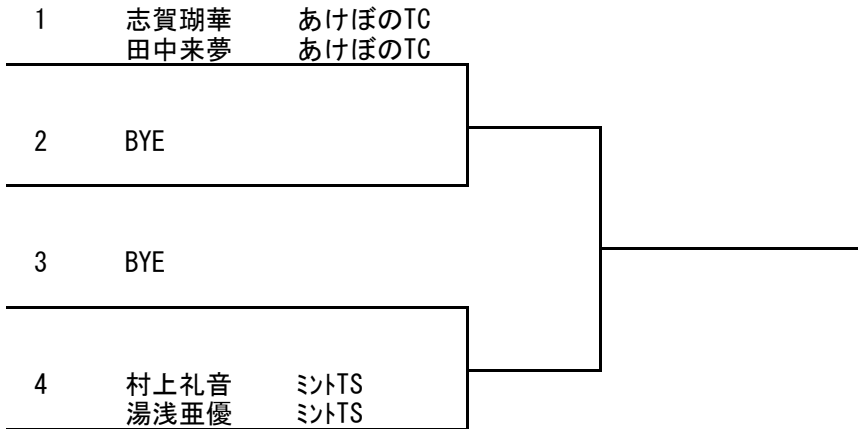 1 志賀瑚華 あけぼのTC
田中来夢 あけぼのTC
2 BYE
3 BYE
4 村上礼音 ﾐﾝﾄTS
湯浅亜優 ﾐﾝﾄTS